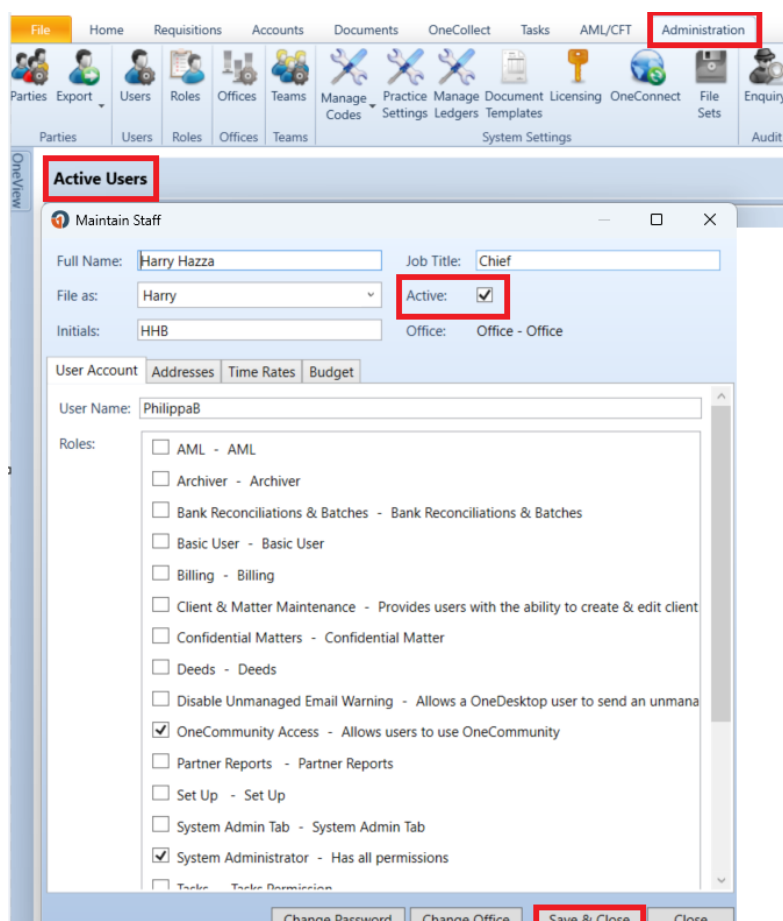 File Home Requisitions Accounts Documents OneCollect Tasks AML/CFT Administration
Parties Export Users Roles Offices Teams Manage Codes Practice Settings Manage Ledgers Document Templates Licensing OneConnect File Sets Enquiry
Parties Users Roles Offices Teams System Settings Audit
OneView
Active Users
Maintain Staff
Full Name: Harry Hazza Job Title: Chief
File as: Harry Active:
Initials: HHB Office: Office - Office
User Account Addresses Time Rates Budget
User Name: PhilippaB
Roles:
AML - AML
Archiver - Archiver
Bank Reconciliations & Batches - Bank Reconciliations & Batches
Basic User - Basic User
Billing - Billing
Client & Matter Maintenance - Provides users with the ability to create & edit client
Confidential Matters - Confidential Matter
Deeds - Deeds
Disable Unmanaged Email Warning - Allows a OneDesktop user to send an unmana
OneCommunity Access - Allows users to use OneCommunity
Partner Reports - Partner Reports
Set Up - Set Up
System Admin Tab - System Admin Tab
System Administrator - Has all permissions
Tasks - Tasks Permission
Change Password Change Office Save & Close Close